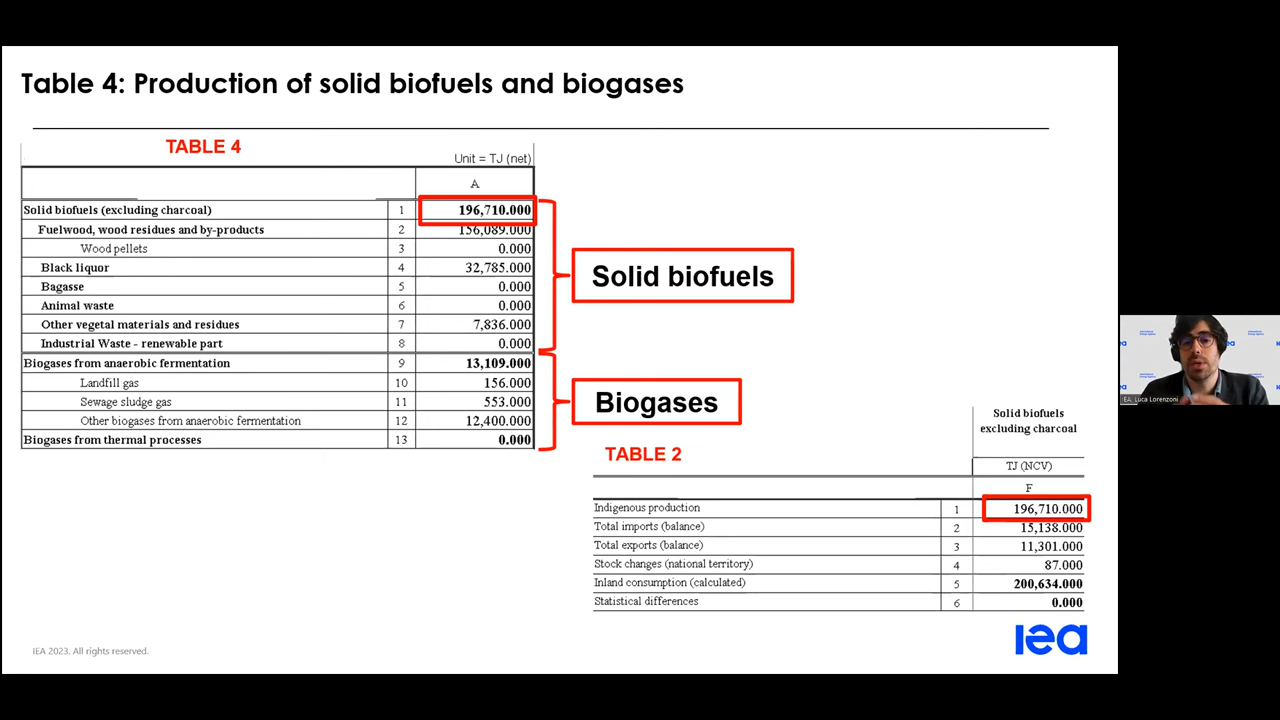 Table 4: Production of solid biofuels and biogases
TABLE 4
Unit = TJ (net)
A
Solid biofuels (excluding charcoal) 1 196,710.000
Fuelwood, wood residues and by-products 2 156,089.000
Wood pellets 3 0.000
Black liquor 4 32,785.000
Bagasse 5 0.000
Animal waste 6 0.000
Other vegetal materials and residues 7 7,836.000
Industrial Waste - renewable part 8 0.000
Biogases from anaerobic fermentation 9 13,109.000
Landfill gas 10 156.000
Sewage sludge gas 11 553.000
Other biogases from anaerobic fermentation 12 12,400.000
Biogases from thermal processes 13 0.000
Solid biofuels
Biogases
TABLE 2
Solid biofuels
excluding charcoal
TJ (NCV)
F
Indigenous production 1 196,710.000
Total imports (balance) 2 15,138.000
Total exports (balance) 3 11,301.000
Stock changes (national territory) 4 87.000
Inland consumption (calculated) 5 200,634.000
Statistical differences 6 0.000
IEA 2023. All rights reserved.
iea
IEA, Luca Lorenzoni